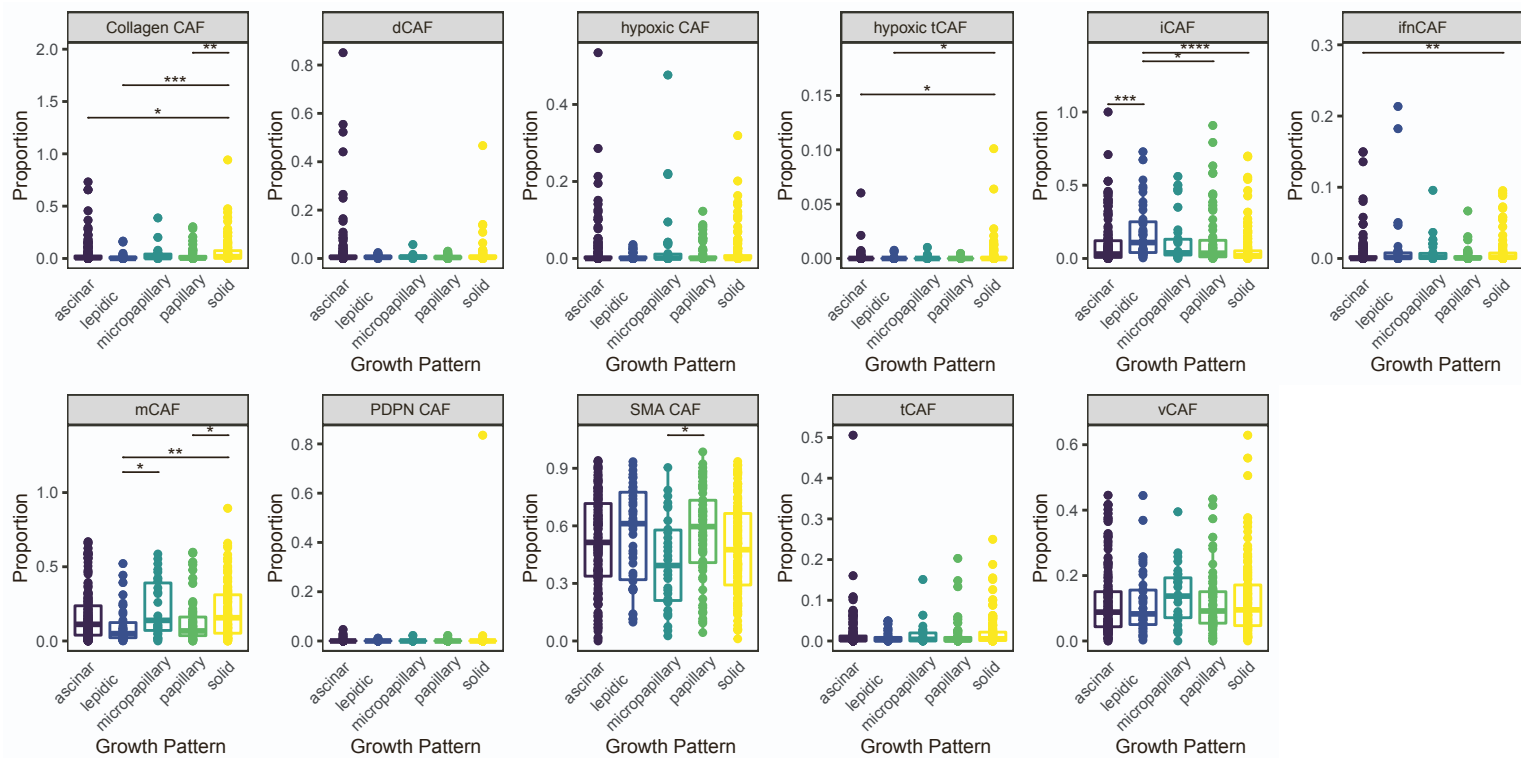 Collagen CAF
dCAF
hypoxic CAF
hypoxic tCAF
iCAF
ifnCAF
Proportion
2.0
1.5
1.0
0.5
0.0
**
***
*
ascinar
lepidic
micropapillary
papillary
solid
Growth Pattern
Proportion
0.8
0.6
0.4
0.2
0.0
ascinar
lepidic
micropapillary
papillary
solid
Growth Pattern
Proportion
0.4
0.2
0.0
ascinar
lepidic
micropapillary
papillary
solid
Growth Pattern
Proportion
0.15
0.10
0.05
0.00
*
*
ascinar
lepidic
micropapillary
papillary
solid
Growth Pattern
Proportion
1.0
0.5
0.0
****
*
***
ascinar
lepidic
micropapillary
papillary
solid
Growth Pattern
Proportion
0.3
0.2
0.1
0.0
**
ascinar
lepidic
micropapillary
papillary
solid
Growth Pattern
mCAF
PDPN CAF
SMA CAF
tCAF
vCAF
Proportion
1.0
0.5
0.0
*
**
*
ascinar
lepidic
micropapillary
papillary
solid
Growth Pattern
Proportion
0.8
0.6
0.4
0.2
0.0
ascinar
lepidic
micropapillary
papillary
solid
Growth Pattern
Proportion
0.9
0.6
0.3
0.0
*
ascinar
lepidic
micropapillary
papillary
solid
Growth Pattern
Proportion
0.5
0.4
0.3
0.2
0.1
0.0
ascinar
lepidic
micropapillary
papillary
solid
Growth Pattern
Proportion
0.6
0.4
0.2
0.0
ascinar
lepidic
micropapillary
papillary
solid
Growth Pattern